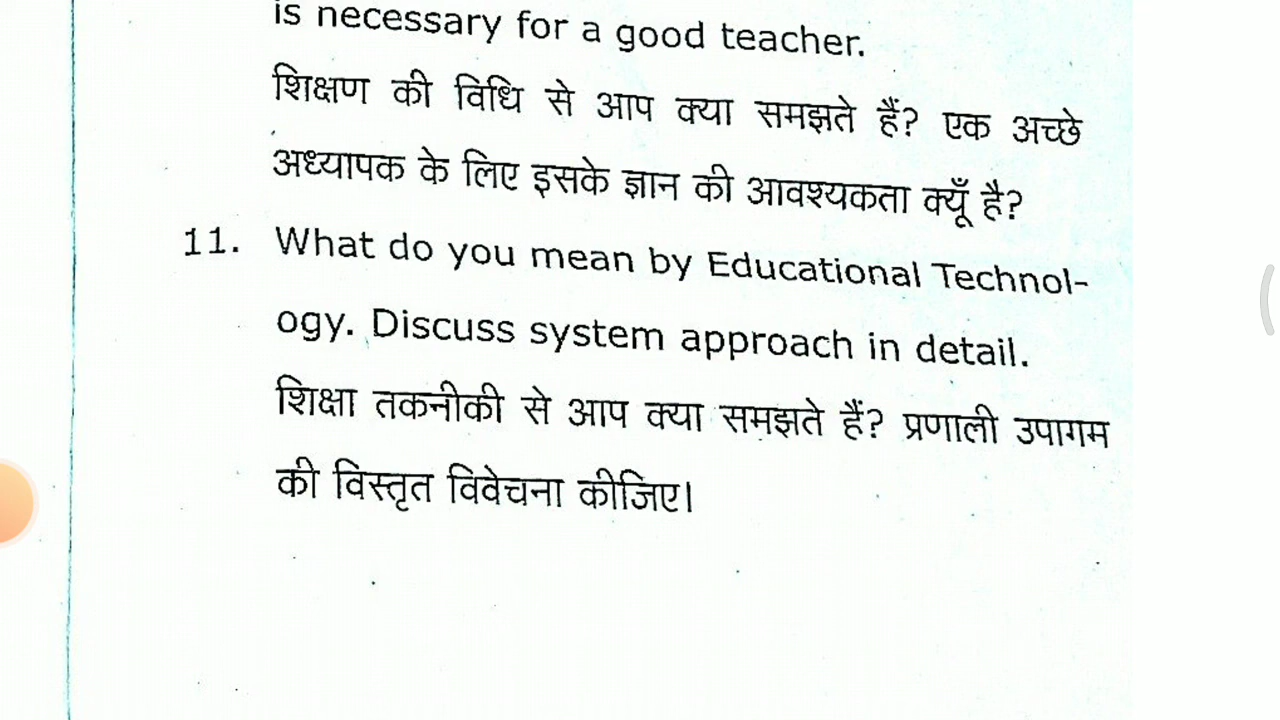 is necessary for a good teacher.
शिक्षण की विधि से आप क्या समझते हैं? एक अच्छे
अध्यापक के लिए इसके ज्ञान की आवश्यकता क्यूँ है?
11. What do you mean by Educational Technol-
ogy. Discuss system approach in detail.
शिक्षा तकनीकी से आप क्या समझते हैं? प्रणाली उपागम
की विस्तृत विवेचना कीजिए।